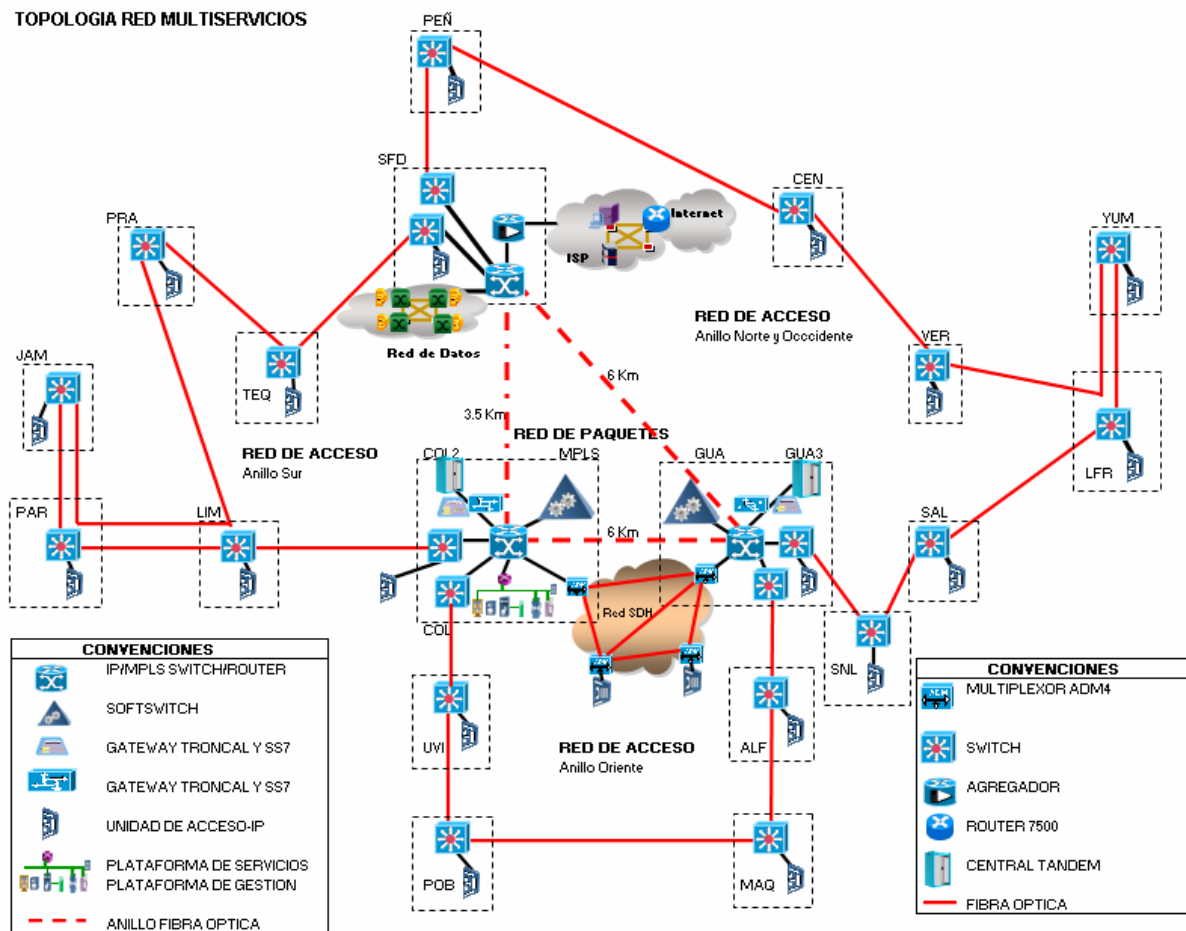 TOPOLOGIA RED MULTISERVICIOS
PEÑ
SFD
CEN
PRA
YUM
Internet
ISP
RED DE ACCESO
Anillo Norte y Occcidente
Red de Datos
VER
JAM
TEQ
6 Km
3.5 Km
RED DE PAQUETES
RED DE ACCESO
Anillo Sur
COL2
MPLS
GUA
GUA3
LFR
PAR
LIM
SAL
6 Km
Red SDH
COL
SNL
UVI
RED DE ACCESO
Anillo Oriente
ALF
POB
MAQ
CONVENCIONES
IP/MPLS SWITCH/ROUTER
SOFTSWITCH
GATEWAY TRONCAL Y SS7
GATEWAY TRONCAL Y SS7
UNIDAD DE ACCESO-IP
PLATAFORMA DE SERVICIOS
PLATAFORMA DE GESTION
ANILLO FIBRA OPTICA
CONVENCIONES
MULTIPLEXOR ADM4
SWITCH
AGREGADOR
ROUTER 7500
CENTRAL TANDEM
FIBRA OPTICA